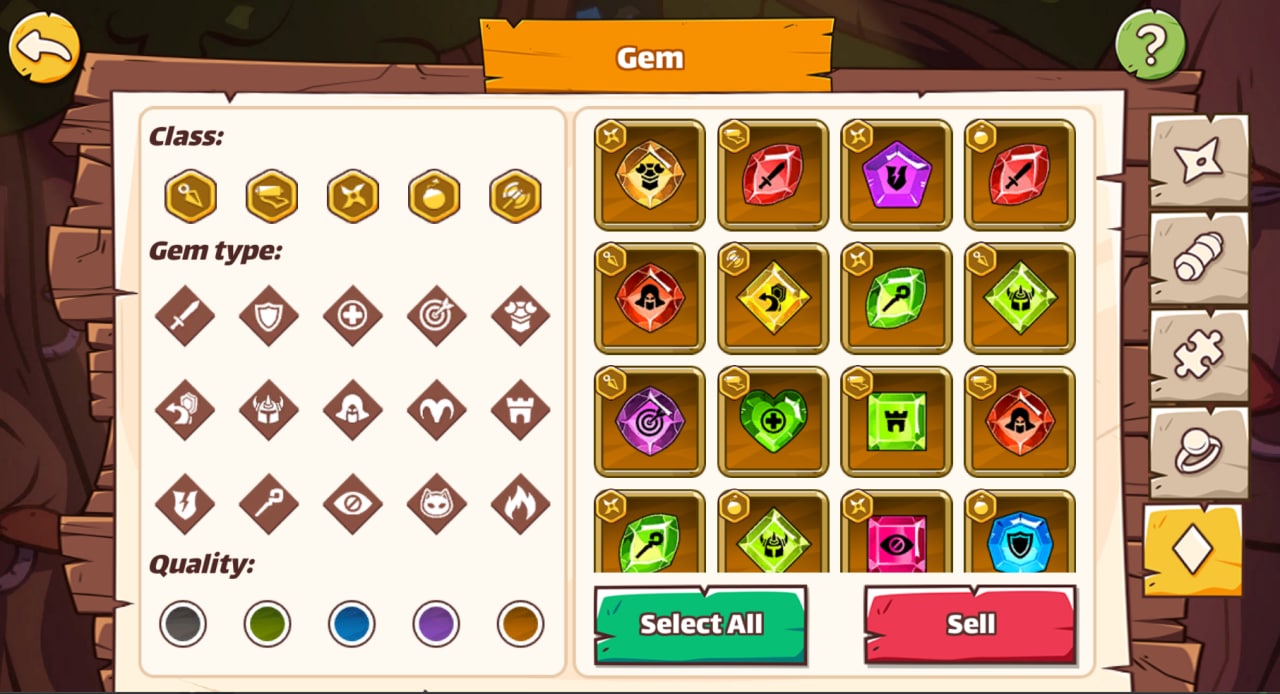 Gem
Class:
Gem type:
Quality:
Select All
Sell